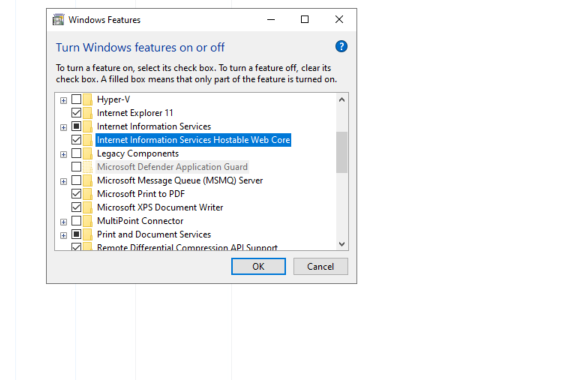 Windows Features
Turn Windows features on or off
To turn a feature on, select its check box. To turn a feature off, clear its
check box. A filled box means that only part of the feature is turned on.
Hyper-V
Internet Explorer 11
Internet Information Services
Internet Information Services Hostable Web Core
Legacy Components
Microsoft Defender Application Guard
Microsoft Message Queue (MSMQ) Server
Microsoft Print to PDF
Microsoft XPS Document Writer
MultiPoint Connector
Print and Document Services
Remote Differential Compression API Support
OK Cancel